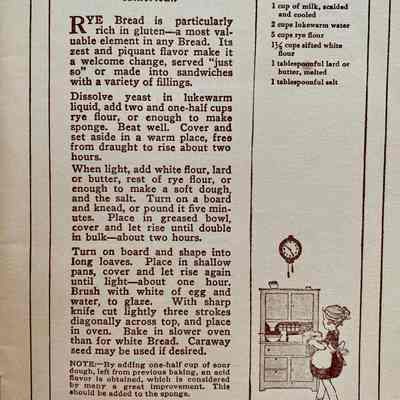 RYE Bread is particularly
rich in gluten—a most val-
uable element in any Bread. Its
zest and piquant flavor make it
a welcome change, served "just
so" or made into sandwiches
with a variety of fillings.
Dissolve yeast in lukewarm
liquid, add two and one-half cups
rye flour, or enough to make
sponge. Beat well. Cover and
set aside in a warm place, free
from draught to rise about two
hours.
When light, add white flour, lard
or butter, rest of rye flour, or
enough to make a soft dough,
and the salt. Turn on a board
and knead, or pound it five min-
utes. Place in greased bowl,
cover and let rise until double
in bulk—about two hours.
Turn on board and shape into
long loaves. Place in shallow
pans, cover and let rise again
until light—about one hour.
Brush with white of egg and
water, to glaze. With sharp
knife cut lightly three strokes
diagonally across top, and place
in oven. Bake in slower oven
than for white Bread. Caraway
seed may be used if desired.
NOTE:—By adding one-half cup of sour
dough, left from previous baking, an acid
flavor is obtained, which is considered
by many a great improvement. This
should be added to the sponge.
1 cup of milk, scalded
and cooled
2 cups lukewarm water
5 cups rye flour
1½ cups sifted white
flour
1 tablespoonful lard or
butter, melted
1 tablespoonful salt